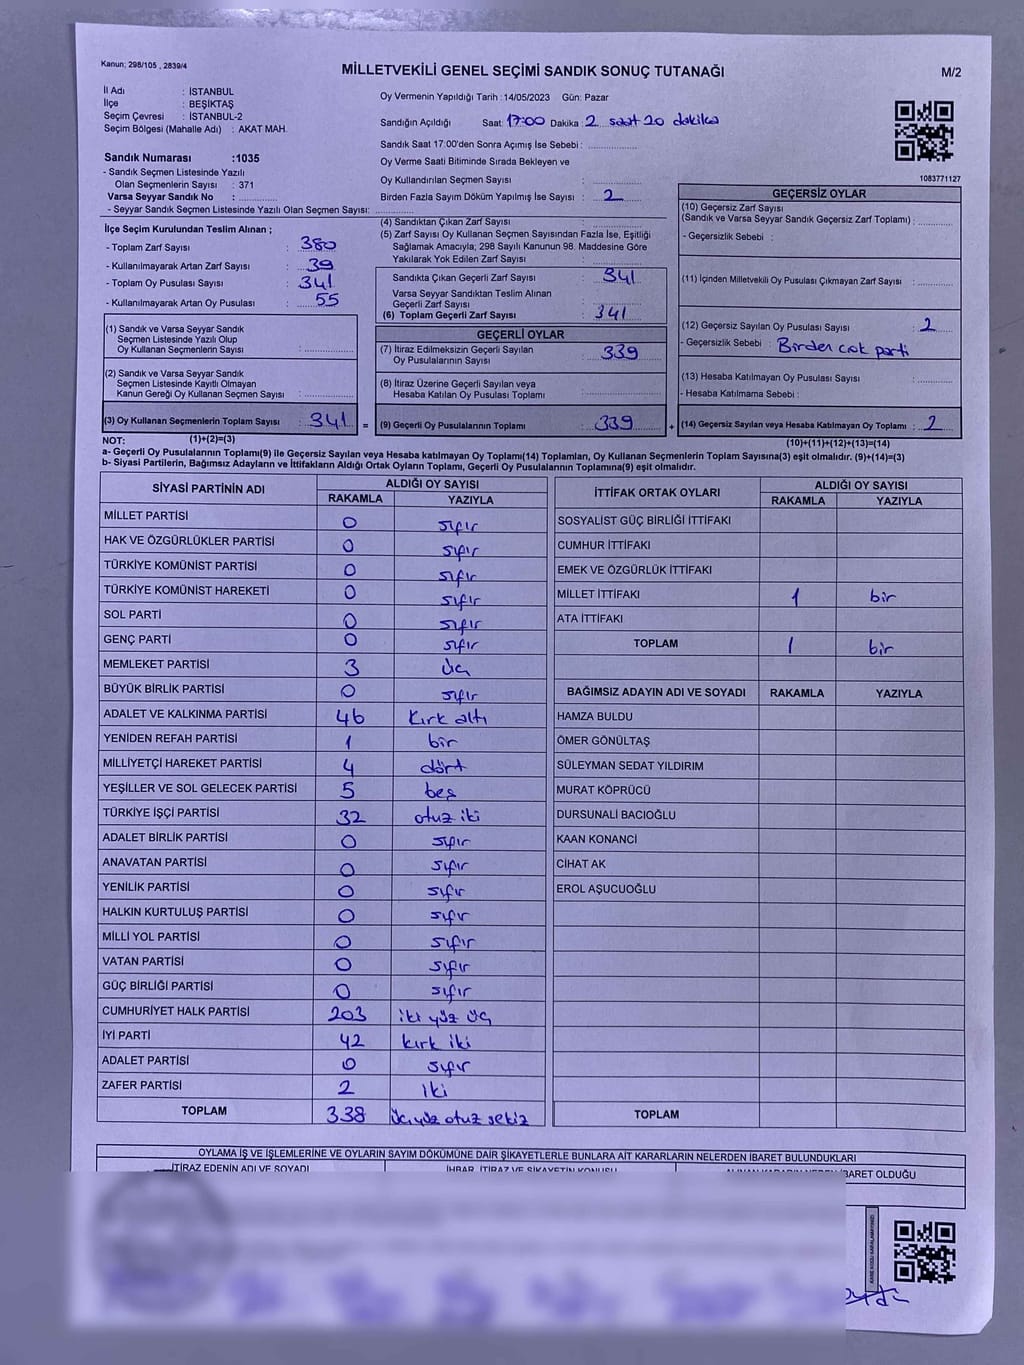 Kanun; 298/105 , 2839/4
MİLLETVEKİLİ GENEL SEÇİMİ SANDIK SONUÇ TUTANAĞI
M/2
İl Adı : İSTANBUL
İlçe : BEŞİKTAŞ
Seçim Çevresi : İSTANBUL-2
Seçim Bölgesi (Mahalle Adı) : AKAT MAH.
Sandık Numarası :1035
- Sandık Seçmen Listesinde Yazılı
Olan Seçmenlerin Sayısı : 371
Varsa Seyyar Sandık No :
- Seyyar Sandık Seçmen Listesinde Yazılı Olan Seçmen Sayısı:
Oy Vermenin Yapıldığı Tarih :14/05/2023 Gün: Pazar
Sandığın Açıldığı Saat: 17:00 Dakika : 2 saat 20 dakika
Sandık Saat 17:00'den Sonra Açımış İse Sebebi :
Oy Verme Saati Bitiminde Sırada Bekleyen ve
Oy Kullandırılan Seçmen Sayısı :
Birden Fazla Sayım Döküm Yapılmış İse Sayısı : 2
1083771127
İlçe Seçim Kurulundan Teslim Alınan ;
- Toplam Zarf Sayısı : 380
- Kullanılmayarak Artan Zarf Sayısı : 39
- Toplam Oy Pusulası Sayısı : 341
- Kullanılmayarak Artan Oy Pusulası : 55
(1) Sandık ve Varsa Seyyar Sandık
Seçmen Listesinde Yazılı Olup
Oy Kullanan Seçmenlerin Sayısı :
(2) Sandık ve Varsa Seyyar Sandık
Seçmen Listesinde Kayıtlı Olmayan
Kanun Gereği Oy Kullanan Seçmen Sayısı :
(3) Oy Kullanan Seçmenlerin Toplam Sayısı : 341 =
(4) Sandıktan Çıkan Zarf Sayısı :
(5) Zarf Sayısı Oy Kullanan Seçmen Sayısından Fazla İse, Eşitliği
Sağlamak Amacıyla; 298 Sayılı Kanunun 98. Maddesine Göre
Yakılarak Yok Edilen Zarf Sayısı :
Sandıkta Çıkan Geçerli Zarf Sayısı : 341
Varsa Seyyar Sandıktan Teslim Alınan
Geçerli Zarf Sayısı :
(6) Toplam Geçerli Zarf Sayısı : 341
GEÇERLİ OYLAR
(7) İtiraz Edilmeksizin Geçerli Sayılan
Oy Pusulalarının Sayısı : 339
(8) İtiraz Üzerine Geçerli Sayılan veya
Hesaba Katılan Oy Pusulası Toplamı :
(9) Geçerli Oy Pusulalarının Toplamı : 339 +
GEÇERSİZ OYLAR
(10) Geçersiz Zarf Sayısı
(Sandık ve Varsa Seyyar Sandık Geçersiz Zarf Toplamı) :
- Geçersizlik Sebebi :
(11) İçinden Milletvekili Oy Pusulası Çıkmayan Zarf Sayısı :
(12) Geçersiz Sayılan Oy Pusulası Sayısı : 2
- Geçersizlik Sebebi : Birden çok parti
(13) Hesaba Katılmayan Oy Pusulası Sayısı :
- Hesaba Katılmama Sebebi :
(14) Geçersiz Sayılan veya Hesaba Katılmayan Oy Toplamı : 2
NOT: (1)+(2)=(3) (10)+(11)+(12)+(13)=(14)
a- Geçerli Oy Pusulalarının Toplamı(9) ile Geçersiz Sayılan veya Hesaba katılmayan Oy Toplamı(14) Toplamları, Oy Kullanan Seçmenlerin Toplam Sayısına(3) eşit olmalıdır. (9)+(14)=(3)
b- Siyasi Partilerin, Bağımsız Adayların ve İttifakların Aldığı Ortak Oyların Toplamı, Geçerli Oy Pusulalarının Toplamına(9) eşit olmalıdır.
SİYASİ PARTİNİN ADI ALDIĞI OY SAYISI
RAKAMLA YAZIYLA
MİLLET PARTİSİ 0 sıfır
HAK VE ÖZGÜRLÜKLER PARTİSİ 0 sıfır
TÜRKİYE KOMÜNİST PARTİSİ 0 sıfır
TÜRKİYE KOMÜNİST HAREKETİ 0 sıfır
SOL PARTİ 0 sıfır
GENÇ PARTİ 0 sıfır
MEMLEKET PARTİSİ 3 üç
BÜYÜK BİRLİK PARTİSİ 0 sıfır
ADALET VE KALKINMA PARTİSİ 46 kırk altı
YENİDEN REFAH PARTİSİ 1 bir
MİLLİYETÇİ HAREKET PARTİSİ 4 dört
YEŞİLLER VE SOL GELECEK PARTİSİ 5 beş
TÜRKİYE İŞÇİ PARTİSİ 32 otuz iki
ADALET BİRLİK PARTİSİ 0 sıfır
ANAVATAN PARTİSİ 0 sıfır
YENİLİK PARTİSİ 0 sıfır
HALKIN KURTULUŞ PARTİSİ 0 sıfır
MİLLİ YOL PARTİSİ 0 sıfır
VATAN PARTİSİ 0 sıfır
GÜÇ BİRLİĞİ PARTİSİ 0 sıfır
CUMHURİYET HALK PARTİSİ 203 iki yüz üç
İYİ PARTİ 42 kırk iki
ADALET PARTİSİ 0 sıfır
ZAFER PARTİSİ 2 iki
TOPLAM 338 üç yüz otuz sekiz
İTTİFAK ORTAK OYLARI ALDIĞI OY SAYISI
RAKAMLA YAZIYLA
SOSYALİST GÜÇ BİRLİĞİ İTTİFAKI
CUMHUR İTTİFAKI
EMEK VE ÖZGÜRLÜK İTTİFAKI
MİLLET İTTİFAKI 1 bir
ATA İTTİFAKI
TOPLAM 1 bir
BAĞIMSIZ ADAYIN ADI VE SOYADI RAKAMLA YAZIYLA
HAMZA BULDU
ÖMER GÖNÜLTAŞ
SÜLEYMAN SEDAT YILDIRIM
MURAT KÖPRÜCÜ
DURSUNALİ BACIOĞLU
KAAN KONANCİ
CİHAT AK
EROL AŞUCUOĞLU
TOPLAM
OYLAMA İŞ VE İŞLEMLERİNE VE OYLARIN SAYIM DÖKÜMÜNE DAİR ŞİKAYETLERLE BUNLARA AİT KARARLARIN NELERDEN İBARET BULUNDUKLARI
İTİRAZ EDENİN ADI VE SOYADI İHBAR, İTİRAZ VE ŞİKAYETİN KONUSU ALINAN KARARIN NEDEN İBARET OLDUĞU
KARE KODU KARALAMAYINIZ!